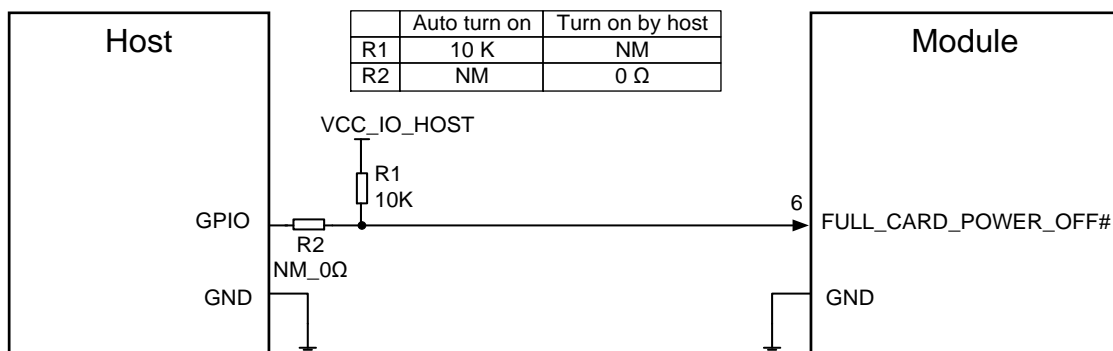 Host
Auto turn on Turn on by host
R1 10 K NM
R2 NM 0 Ω
Module
VCC_IO_HOST
R1
10K
GPIO
R2
NM_0Ω
6
FULL_CARD_POWER_OFF#
GND
GND